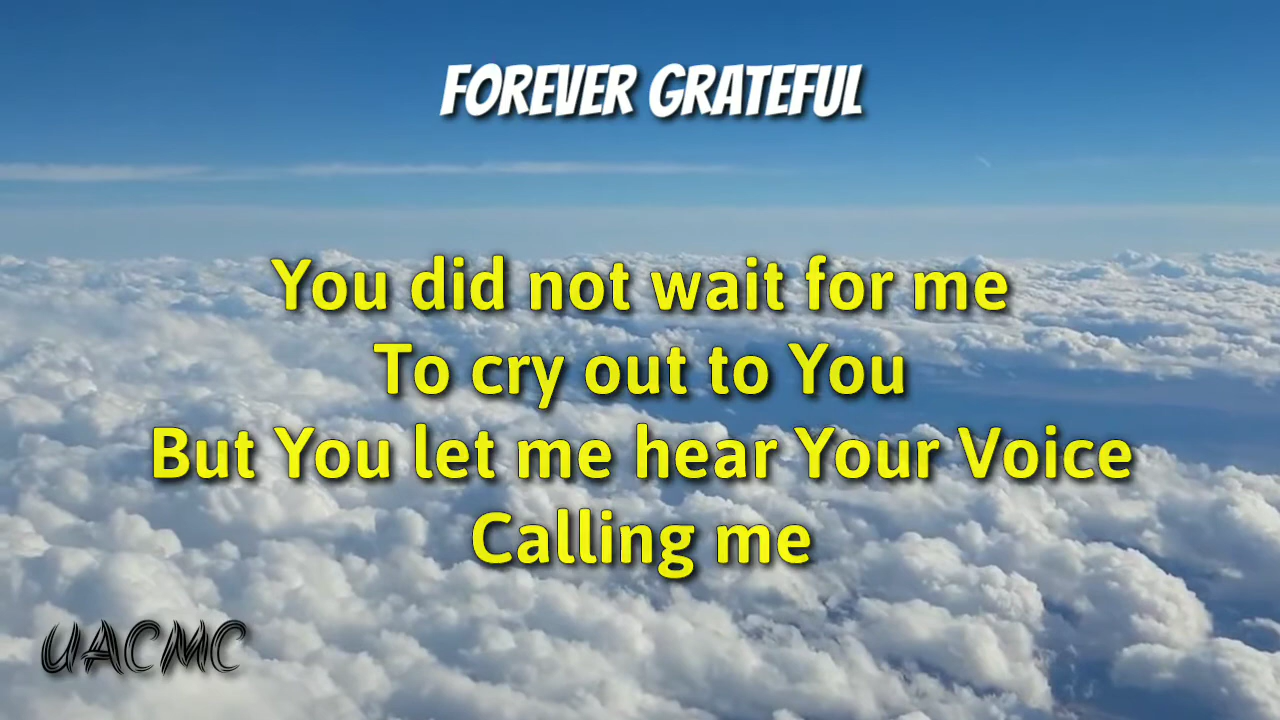 FOREVER GRATEFUL
You did not wait for me
To cry out to You
But You let me hear Your Voice
Calling me
UACMC